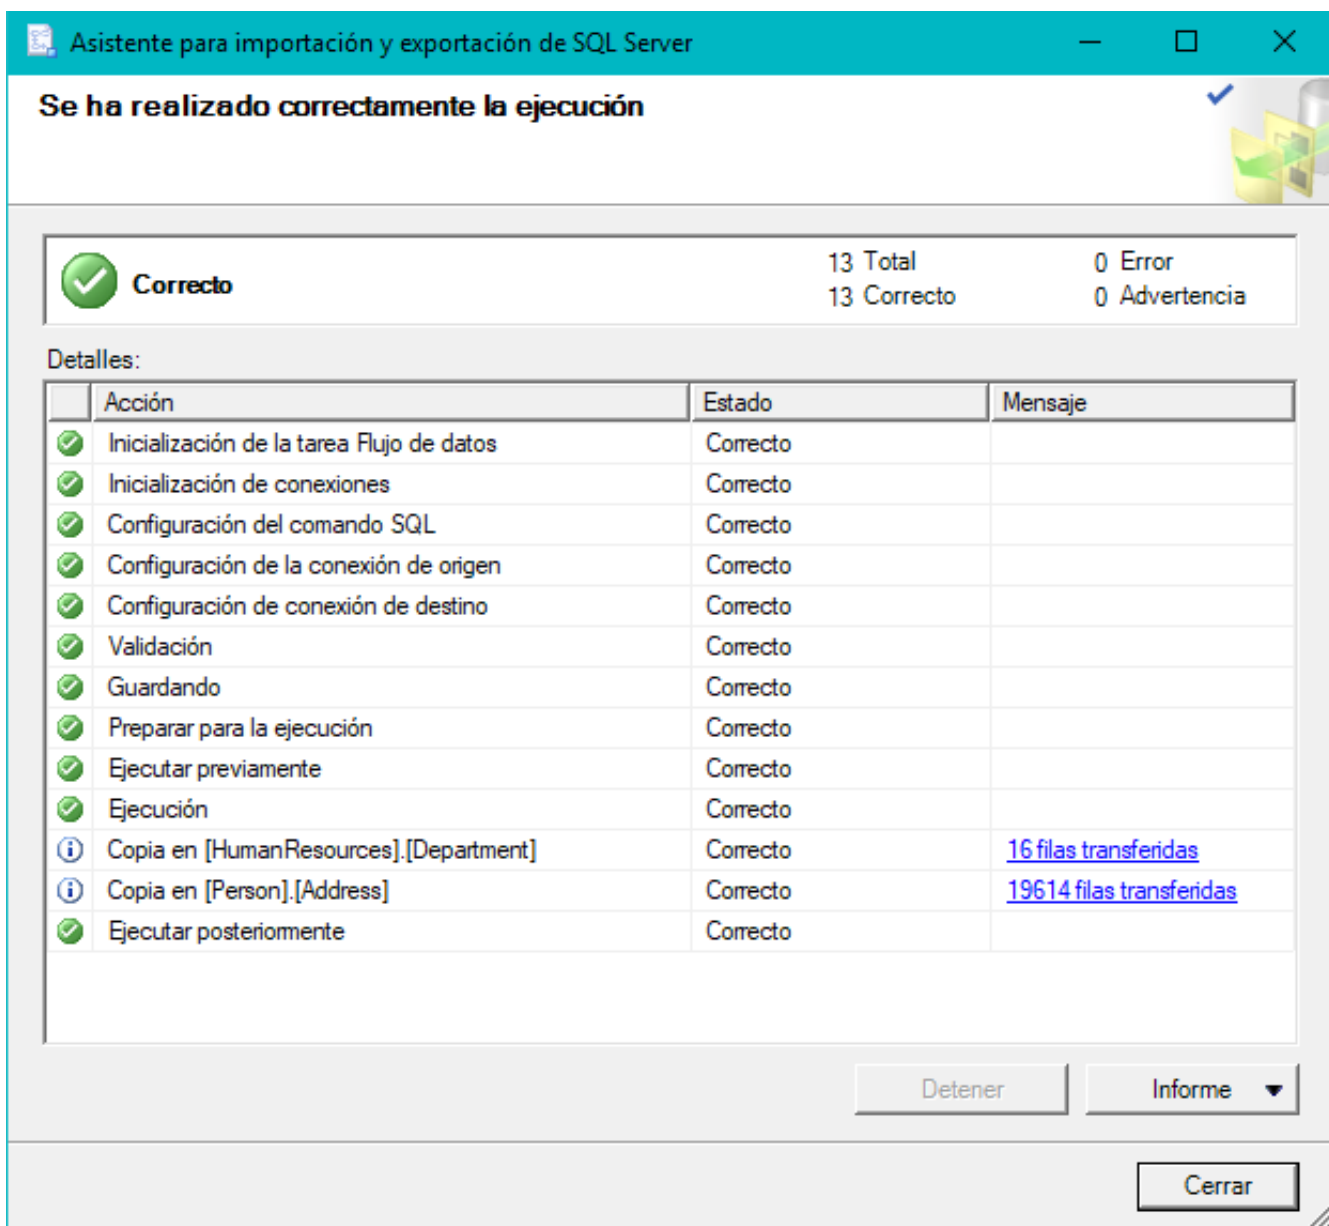 Asistente para importación y exportación de SQL Server
Se ha realizado correctamente la ejecución
Correcto
13 Total
0 Error
13 Correcto
0 Advertencia
Detalles:
Acción Estado Mensaje
Inicialización de la tarea Flujo de datos Correcto
Inicialización de conexiones Correcto
Configuración del comando SQL Correcto
Configuración de la conexión de origen Correcto
Configuración de conexión de destino Correcto
Validación Correcto
Guardando Correcto
Preparar para la ejecución Correcto
Ejecutar previamente Correcto
Ejecución Correcto
Copia en [HumanResources].[Department] Correcto 16 filas transferidas
Copia en [Person].[Address] Correcto 19614 filas transferidas
Ejecutar posteriormente Correcto
Detener Informe
Cerrar